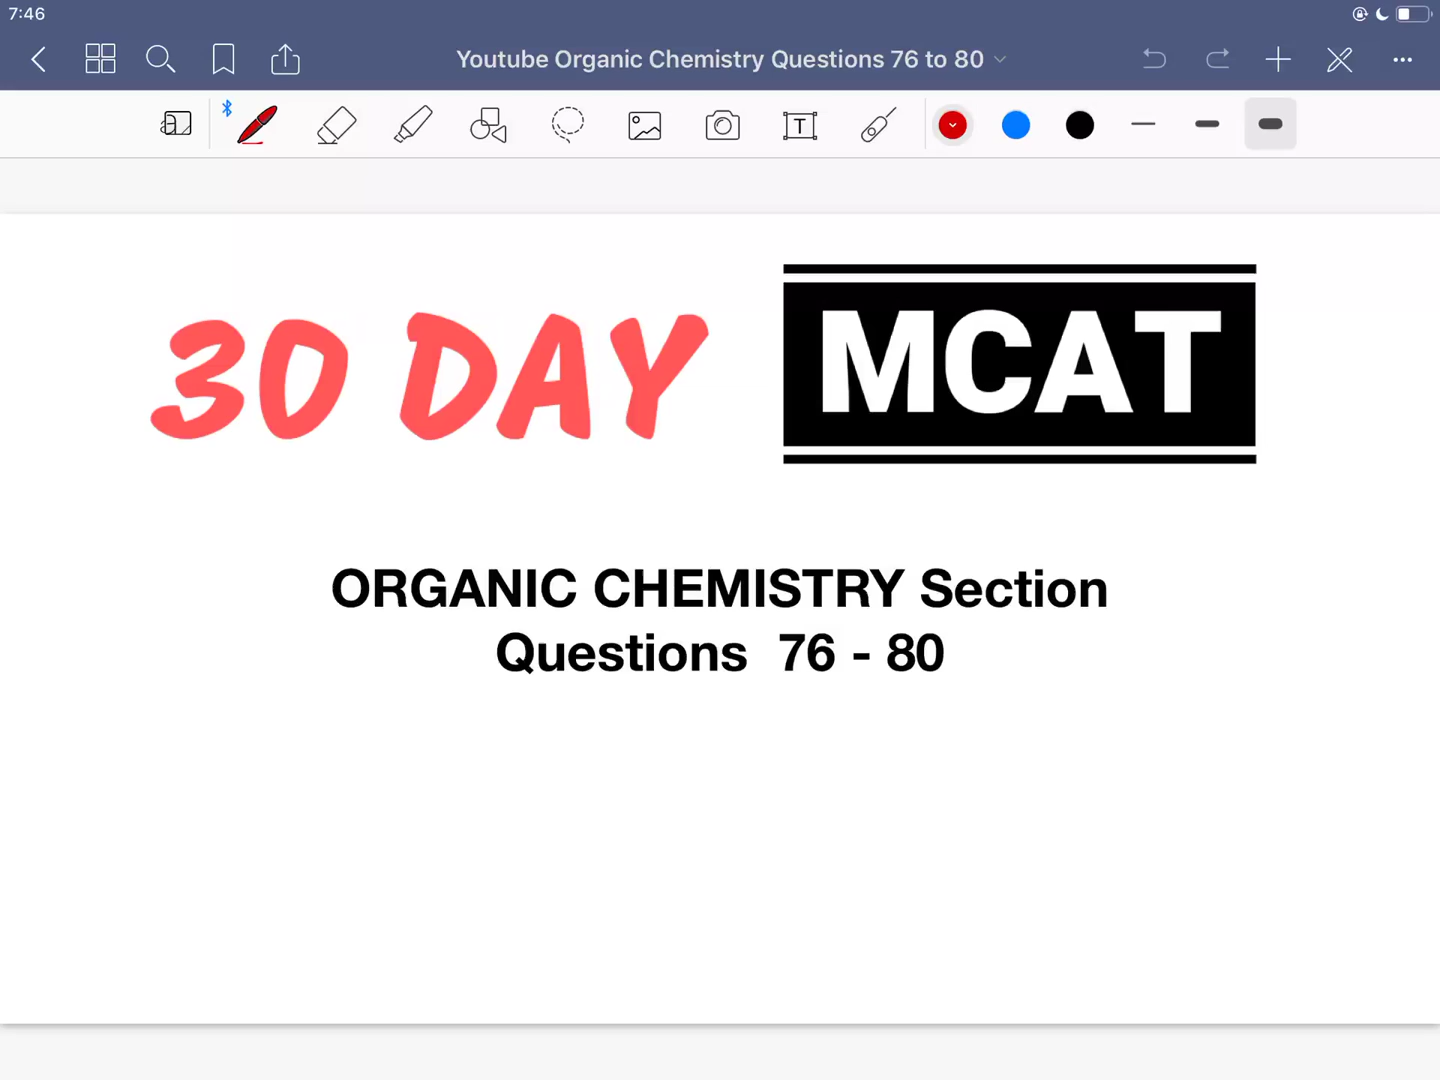 7:46
Youtube Organic Chemistry Questions 76 to 80
a
T
30 DAY MCAT
ORGANIC CHEMISTRY Section
Questions 76 - 80